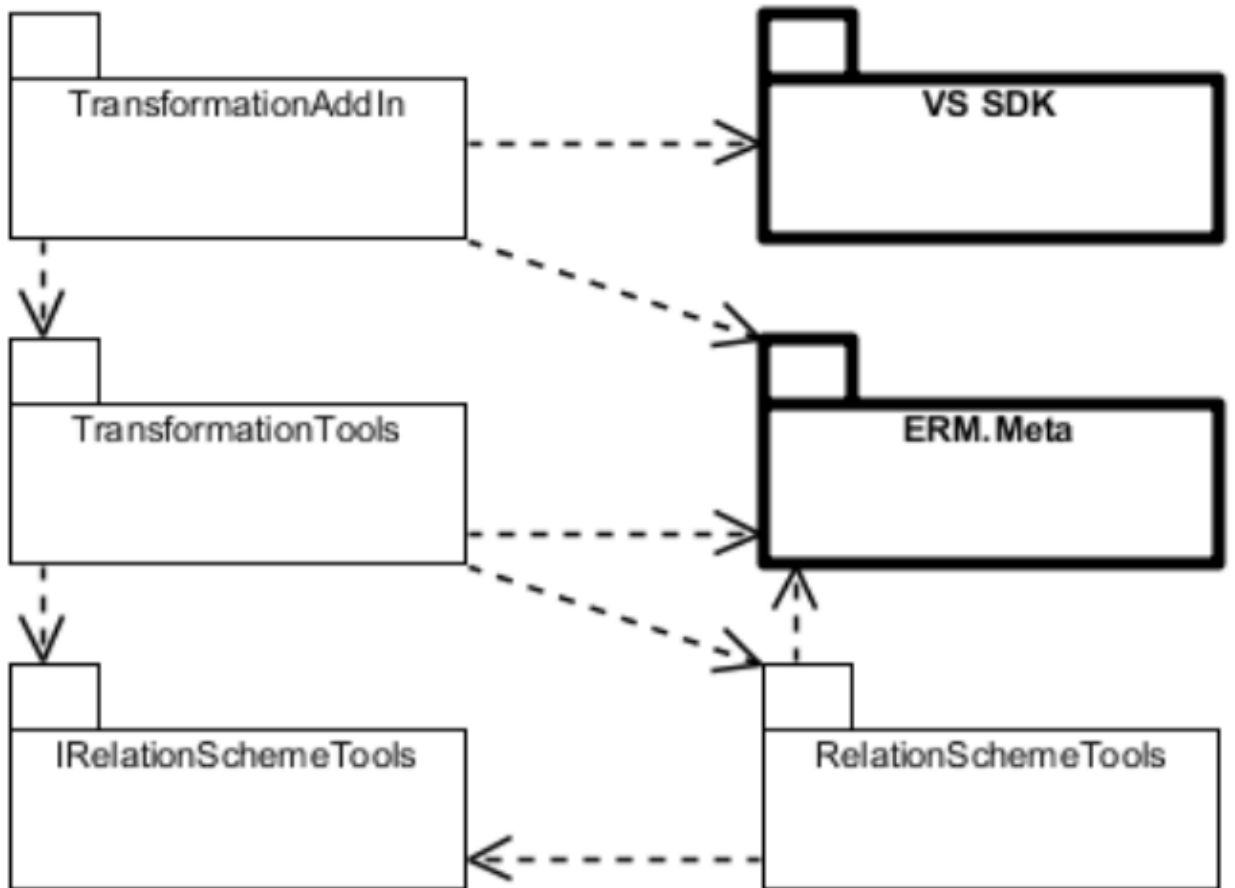 TransformationAddIn
VS SDK
TransformationTools
ERM.Meta
IRelationSchemeTools
RelationSchemeTools